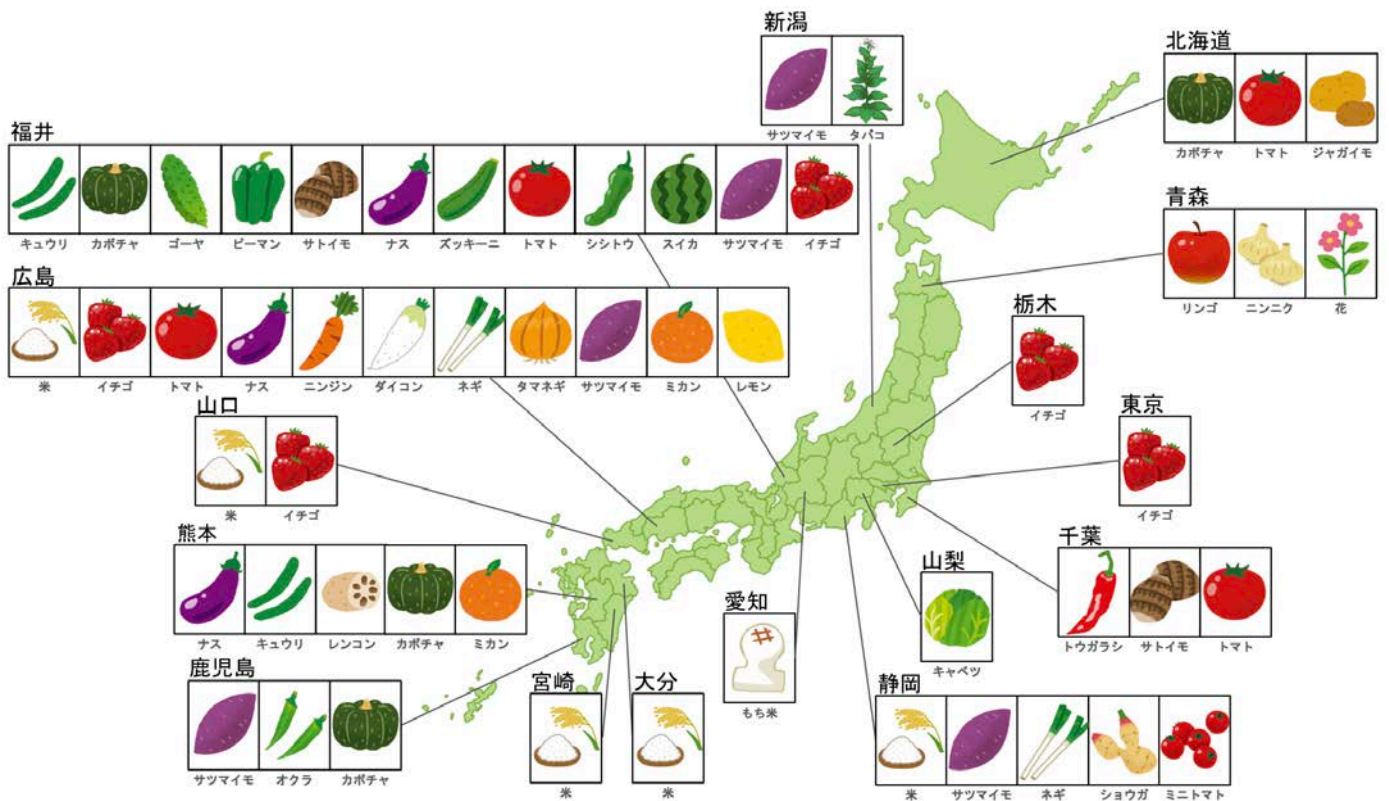 新潟
サツマイモ タバコ
北海道
カボチャ トマト ジャガイモ
福井
キュウリ カボチャ ゴーヤ ピーマン サトイモ ナス ズッキーニ トマト シシトウ スイカ サツマイモ イチゴ
青森
リンゴ ニンニク 花
広島
米 イチゴ トマト ナス ニンジン ダイコン ネギ タマネギ サツマイモ ミカン レモン
栃木
イチゴ
山口
米 イチゴ
東京
イチゴ
熊本
ナス キュウリ レンコン カボチャ ミカン
千葉
トウガラシ サトイモ トマト
山梨
キャベツ
愛知
もち米
鹿児島
サツマイモ オクラ カボチャ
宮崎
米
大分
米
静岡
米 サツマイモ ネギ ショウガ ミニトマト